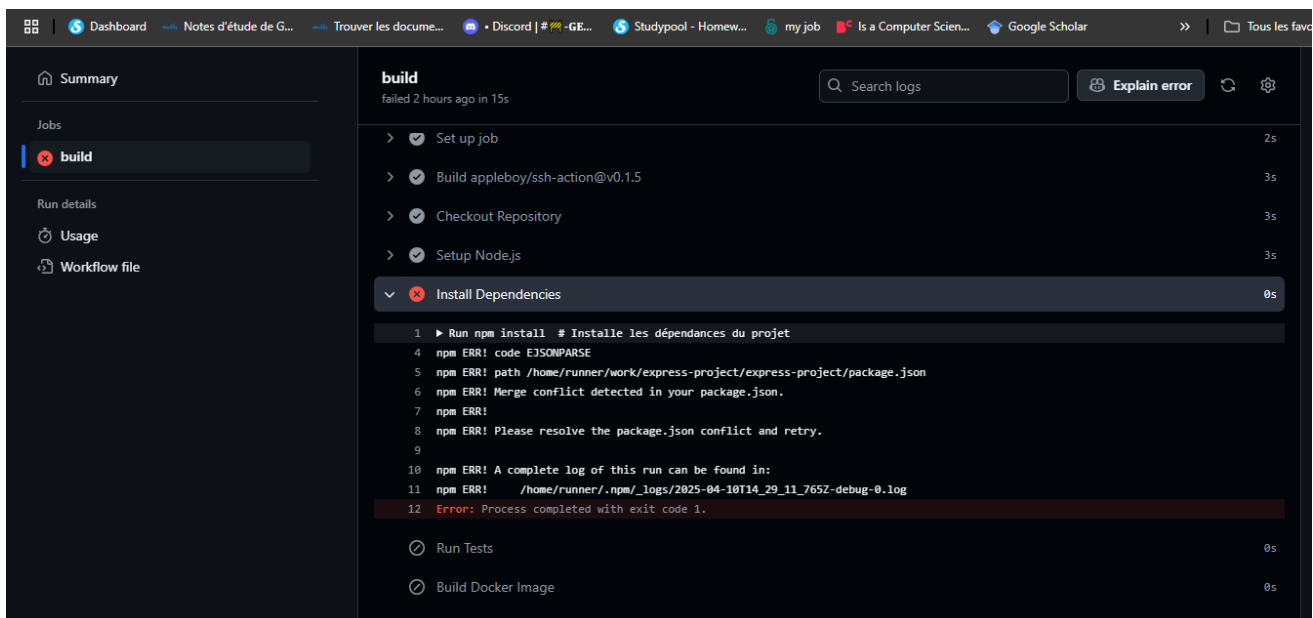 Dashboard
Notes d'étude de G...
Trouver les docume...
• Discord | #🚧-GE...
Studypool - Homew...
my job
Is a Computer Scien...
Google Scholar
»
Tous les favo
Summary
Jobs
build
Run details
Usage
Workflow file
build
failed 2 hours ago in 15s
Search logs
Explain error
Set up job 2s
Build appleboy/ssh-action@v0.1.5 3s
Checkout Repository 3s
Setup Node.js 3s
Install Dependencies 0s
1 ▶ Run npm install # Installe les dépendances du projet
4 npm ERR! code EJSONPARSE
5 npm ERR! path /home/runner/work/express-project/express-project/package.json
6 npm ERR! Merge conflict detected in your package.json.
7 npm ERR!
8 npm ERR! Please resolve the package.json conflict and retry.
9
10 npm ERR! A complete log of this run can be found in:
11 npm ERR! /home/runner/.npm/_logs/2025-04-10T14_29_11_765Z-debug-0.log
12 Error: Process completed with exit code 1.
Run Tests 0s
Build Docker Image 0s